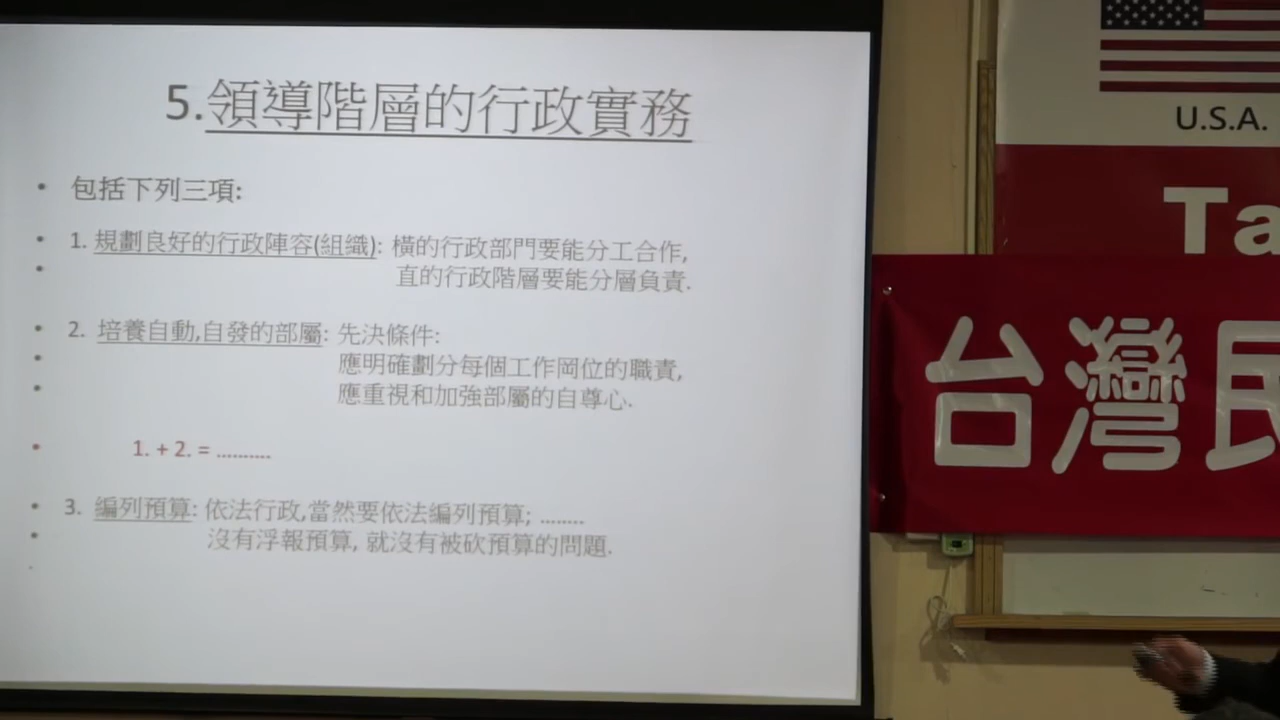 5.領導階層的行政實務
• 包括下列三項:
• 1. 規劃良好的行政陣容(組織): 橫的行政部門要能分工合作,
• 直的行政階層要能分層負責.
• 2. 培養自動,自發的部屬: 先決條件:
• 應明確劃分每個工作岡位的職責,
• 應重視和加強部屬的自尊心.
• 1. + 2. = ..........
• 3. 編列預算: 依法行政,當然要依法編列預算; ........
• 沒有浮報預算, 就沒有被砍預算的問題.
U.S.A.
Ta
台灣民